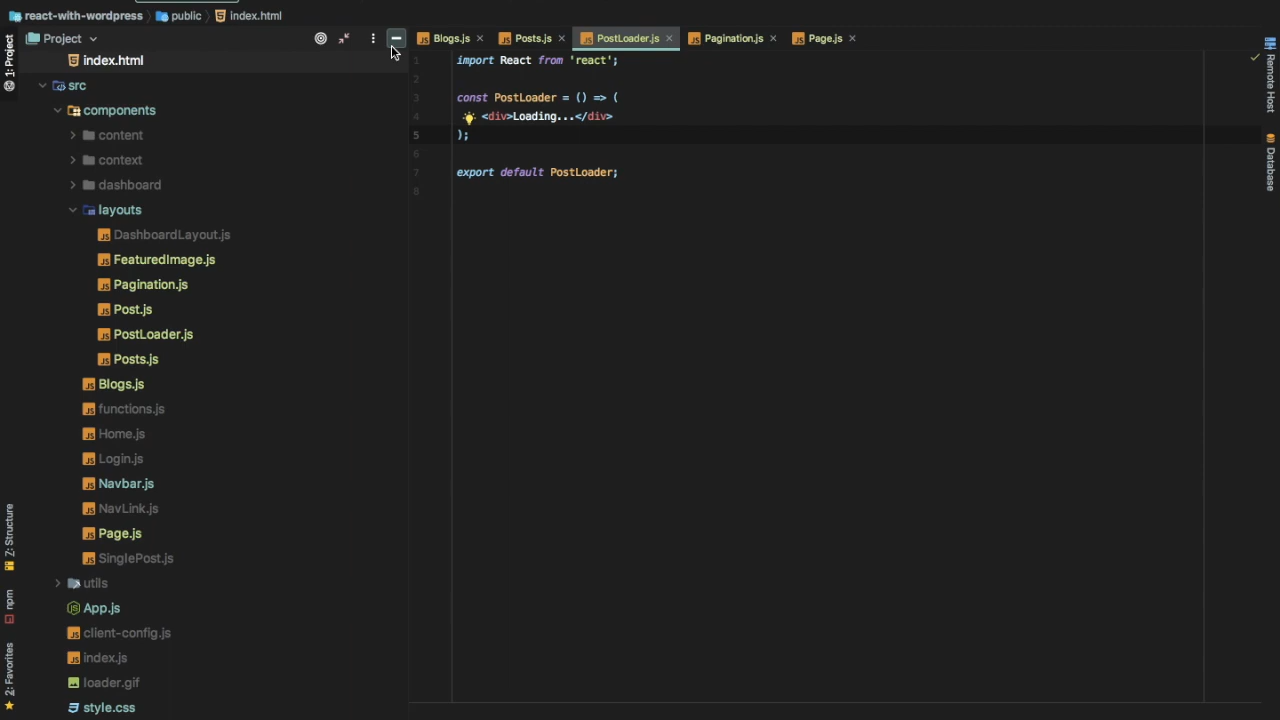 react-with-wordpress public index.html
1: Project
Project
index.html
src
components
content
context
dashboard
layouts
DashboardLayout.js
FeaturedImage.js
Pagination.js
Post.js
PostLoader.js
Posts.js
Blogs.js
functions.js
Home.js
Login.js
Navbar.js
NavLink.js
Page.js
SinglePost.js
utils
App.js
client-config.js
index.js
loader.gif
style.css
Z: Structure
npm
2: Favorites
Blogs.js Posts.js PostLoader.js Pagination.js Page.js
1 import React from 'react';
2
3 const PostLoader = () => (
4 <div>Loading...</div>
5 );
6
7 export default PostLoader;
8
Remote Host
Database